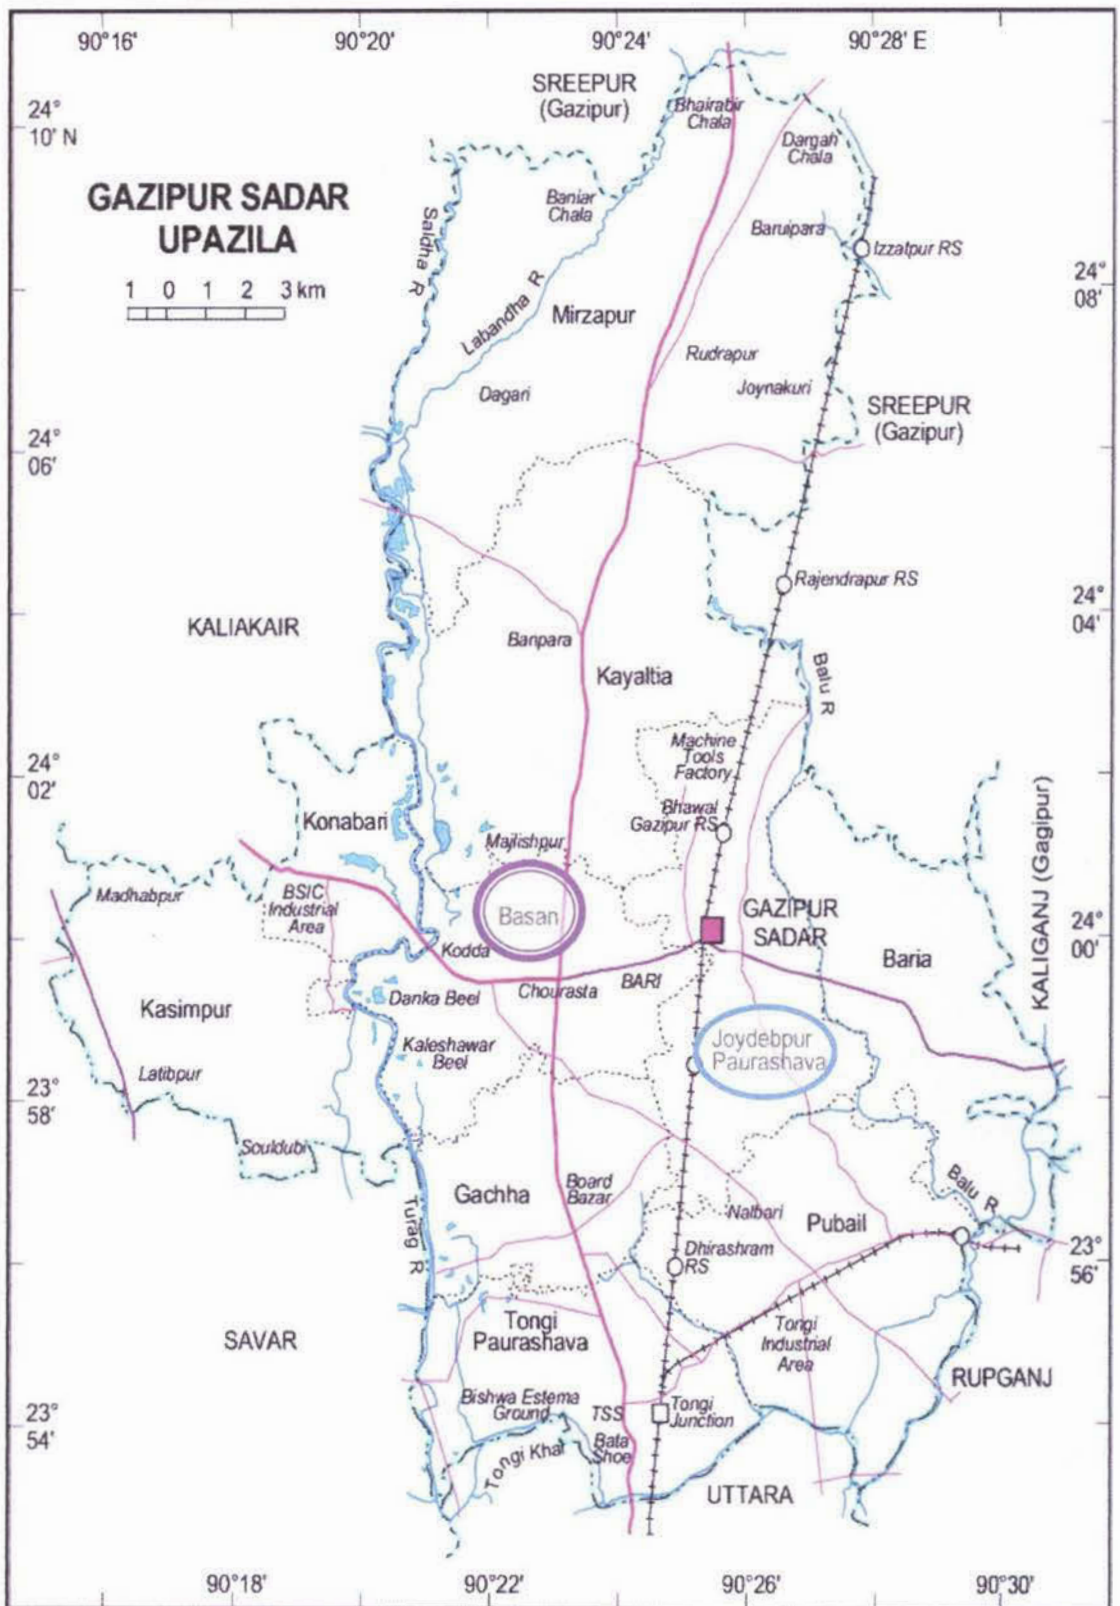 90°16'
90°20'
90°24'
90°28' E
SREEPUR
(Gazipur)
Bhairabir
Chala
24°
10' N
Dargah
Chala
GAZIPUR SADAR
UPAZILA
Baniar
Chala
Saldha R
Baruipara
Izzatpur RS
24°
08'
1 0 1 2 3 km
Labandha R
Mirzapur
Rudrapur
Joynakuri
Dagari
SREEPUR
(Gazipur)
24°
06'
Rajendrapur RS
24°
04'
KALIAKAIR
Banpara
Kayaltia
Balu R
Machine
Tools
Factory
24°
02'
Bhawal
Gazipur RS
Konabari
Majlishpur
KALIGANJ (Gagipur)
Madhabpur
BSIC
Industrial
Area
Basan
GAZIPUR
SADAR
24°
00'
Kodda
Baria
BARI
Chourasta
Danka Beel
Kasimpur
Joydebpur
Paurashava
Kaleshawar
Beel
Latibpur
23°
58'
Souldubi
Gachha
Board
Bazar
Balu R
Nalbari
Pubail
Turag R
Dhirashram
RS
23°
56'
SAVAR
Tongi
Paurashava
Tongi
Industrial
Area
RUPGANJ
Bishwa Estema
Ground
TSS
Tongi
Junction
23°
54'
Bata
Shoe
Tongi Khal
UTTARA
90°18'
90°22'
90°26'
90°30'